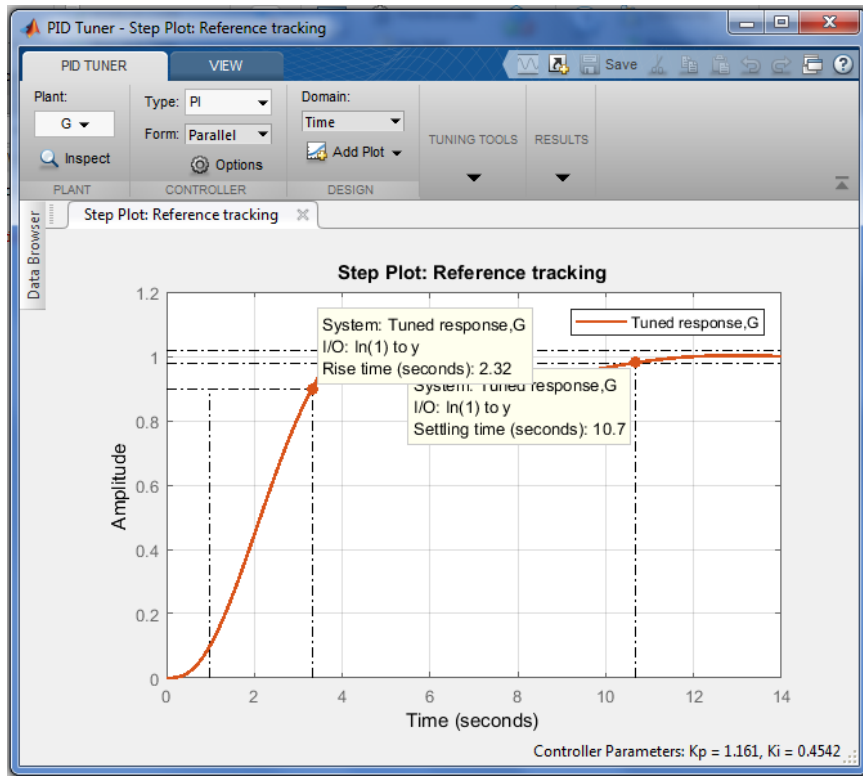 PID Tuner - Step Plot: Reference tracking
PID TUNER
VIEW
Save
Plant:
G
Inspect
PLANT
Type: PI
Form: Parallel
Options
CONTROLLER
Domain:
Time
Add Plot
DESIGN
TUNING TOOLS
RESULTS
Data Browser
Step Plot: Reference tracking
Step Plot: Reference tracking
Tuned response,G
System: Tuned response,G
I/O: In(1) to y
Rise time (seconds): 2.32
System: Tuned response,G
I/O: In(1) to y
Settling time (seconds): 10.7
Amplitude
1.2
1
0.8
0.6
0.4
0.2
0
0 2 4 6 8 10 12 14
Time (seconds)
Controller Parameters: Kp = 1.161, Ki = 0.4542